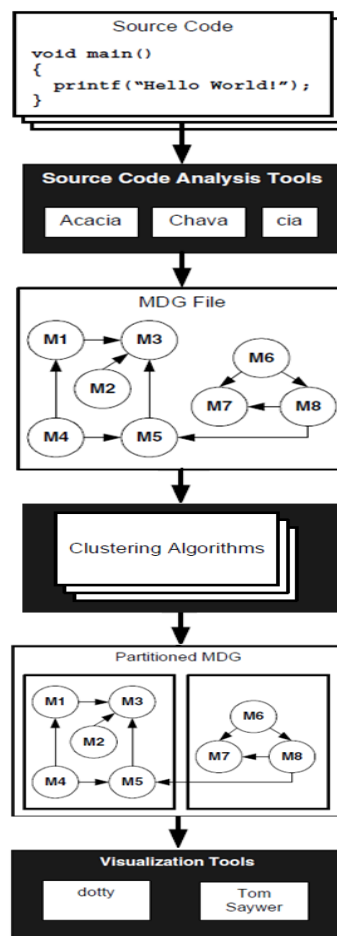 Source Code
void main()
{
printf(“Hello World!”);
}
Source Code Analysis Tools
Acacia Chava cia
MDG File
M1 M3
M6
M2
M7 M8
M4 M5
Clustering Algorithms
Partitioned MDG
M1 M3
M6
M2
M7 M8
M4 M5
Visualization Tools
dotty Tom
Saywer